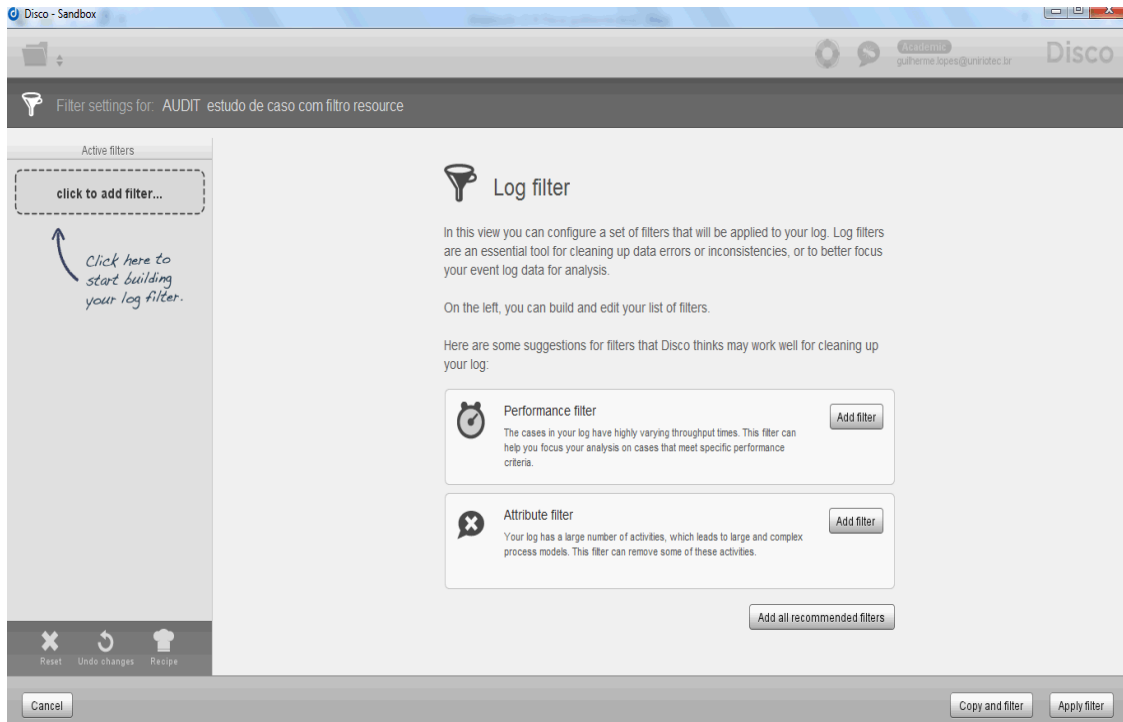 Disco - Sandbox
Academic
guilherme.lopes@uniriotec.br
Disco
Filter settings for: AUDIT estudo de caso com filtro resource
Active filters
click to add filter...
Click here to
start building
your log filter.
Log filter
In this view you can configure a set of filters that will be applied to your log. Log filters
are an essential tool for cleaning up data errors or inconsistencies, or to better focus
your event log data for analysis.
On the left, you can build and edit your list of filters.
Here are some suggestions for filters that Disco thinks may work well for cleaning up
your log:
Performance filter
Add filter
The cases in your log have highly varying throughput times. This filter can
help you focus your analysis on cases that meet specific performance
criteria.
Attribute filter
Add filter
Your log has a large number of activities, which leads to large and complex
process models. This filter can remove some of these activities.
Add all recommended filters
Reset
Undo changes
Recipe
Cancel
Copy and filter
Apply filter